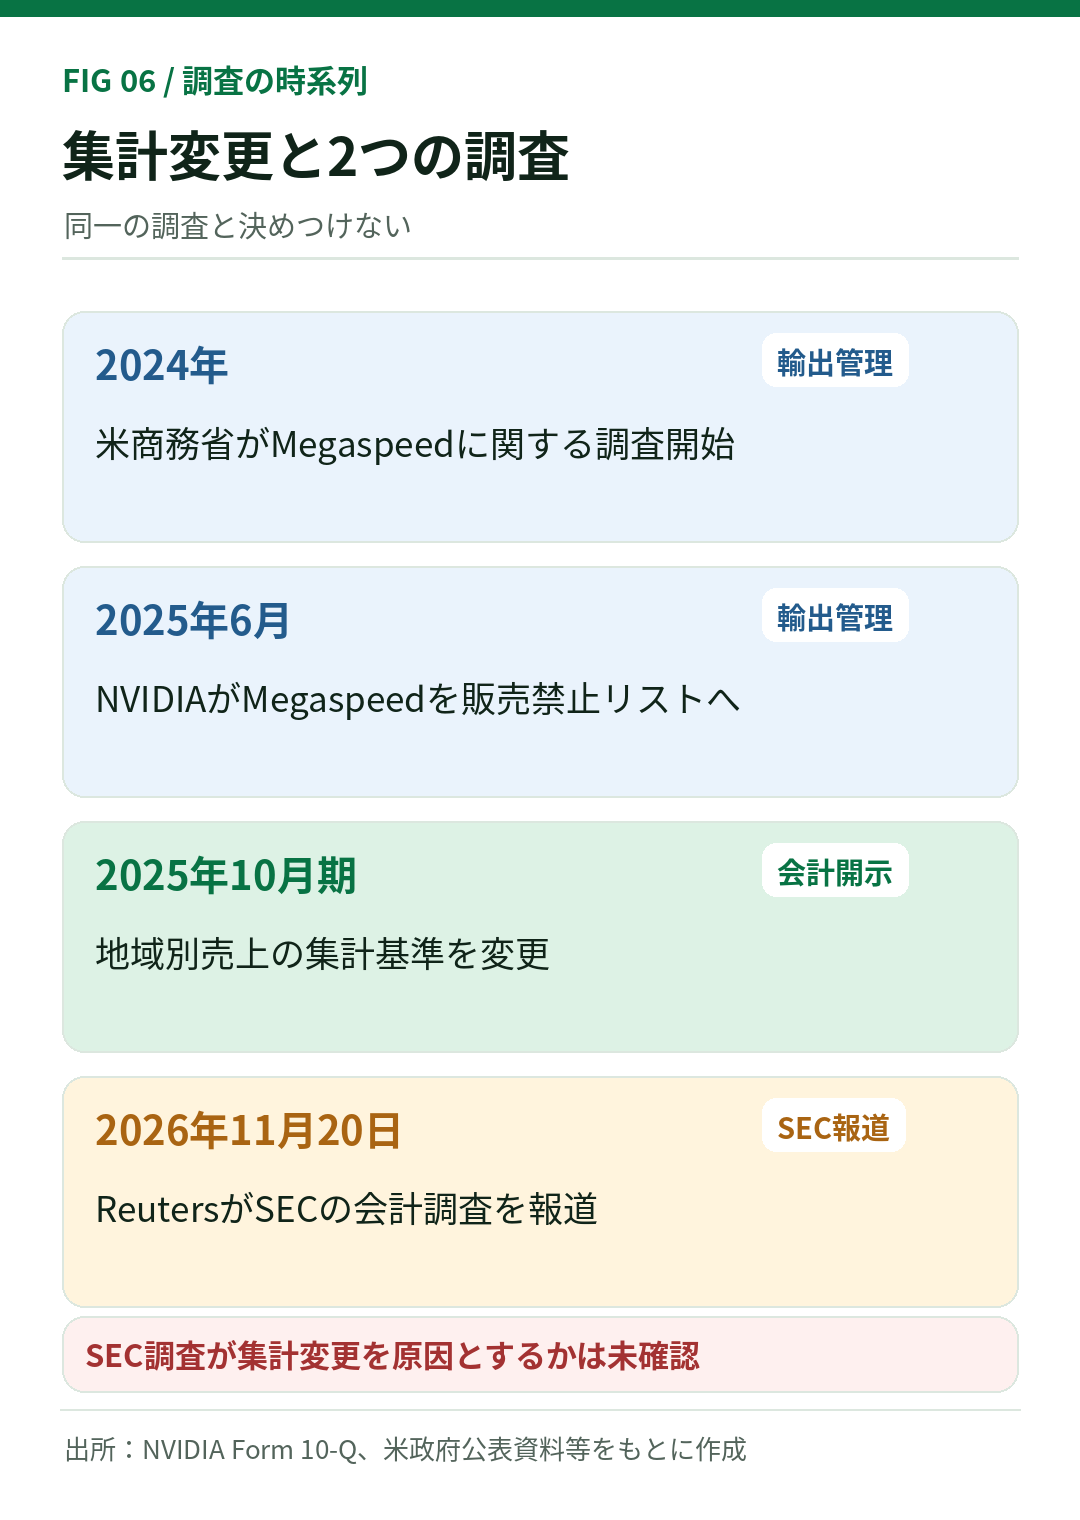 FIG 06 / 調査の時系列
集計変更と2つの調査
同一の調査と決めつけない
2024年
輸出管理
米商務省がMegaspeedに関する調査開始
2025年6月
輸出管理
NVIDIAがMegaspeedを販売禁止リストへ
2025年10月期
会計開示
地域別売上の集計基準を変更
2026年11月20日
SEC報道
ReutersがSECの会計調査を報道
SEC調査が集計変更を原因とするかは未確認
出所：NVIDIA Form 10-Q、米政府公表資料等をもとに作成